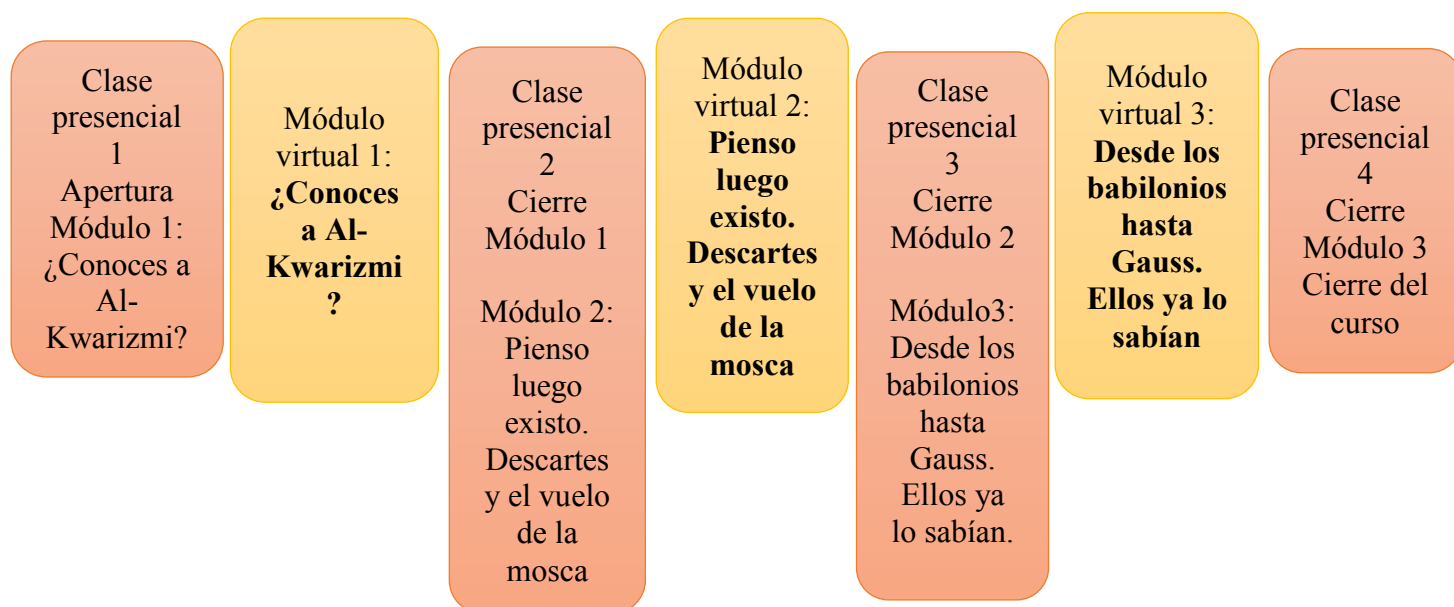 Clase
presencial
1
Apertura
Módulo 1:
¿Conoces a
Al-
Kwarizmi?
Módulo
virtual 1:
¿Conoces
a Al-
Kwarizmi
?
Clase
presencial
2
Cierre
Módulo 1
Módulo 2:
Pienso
luego
existo.
Descartes
y el vuelo
de la
mosca
Módulo
virtual 2:
Pienso
luego
existo.
Descartes
y el vuelo
de la
mosca
Clase
presencial
3
Cierre
Módulo 2
Módulo3:
Desde los
babilonios
hasta
Gauss.
Ellos ya
lo sabían.
Módulo
virtual 3:
Desde los
babilonios
hasta
Gauss.
Ellos ya lo
sabían
Clase
presencial
4
Cierre
Módulo 3
Cierre del
curso